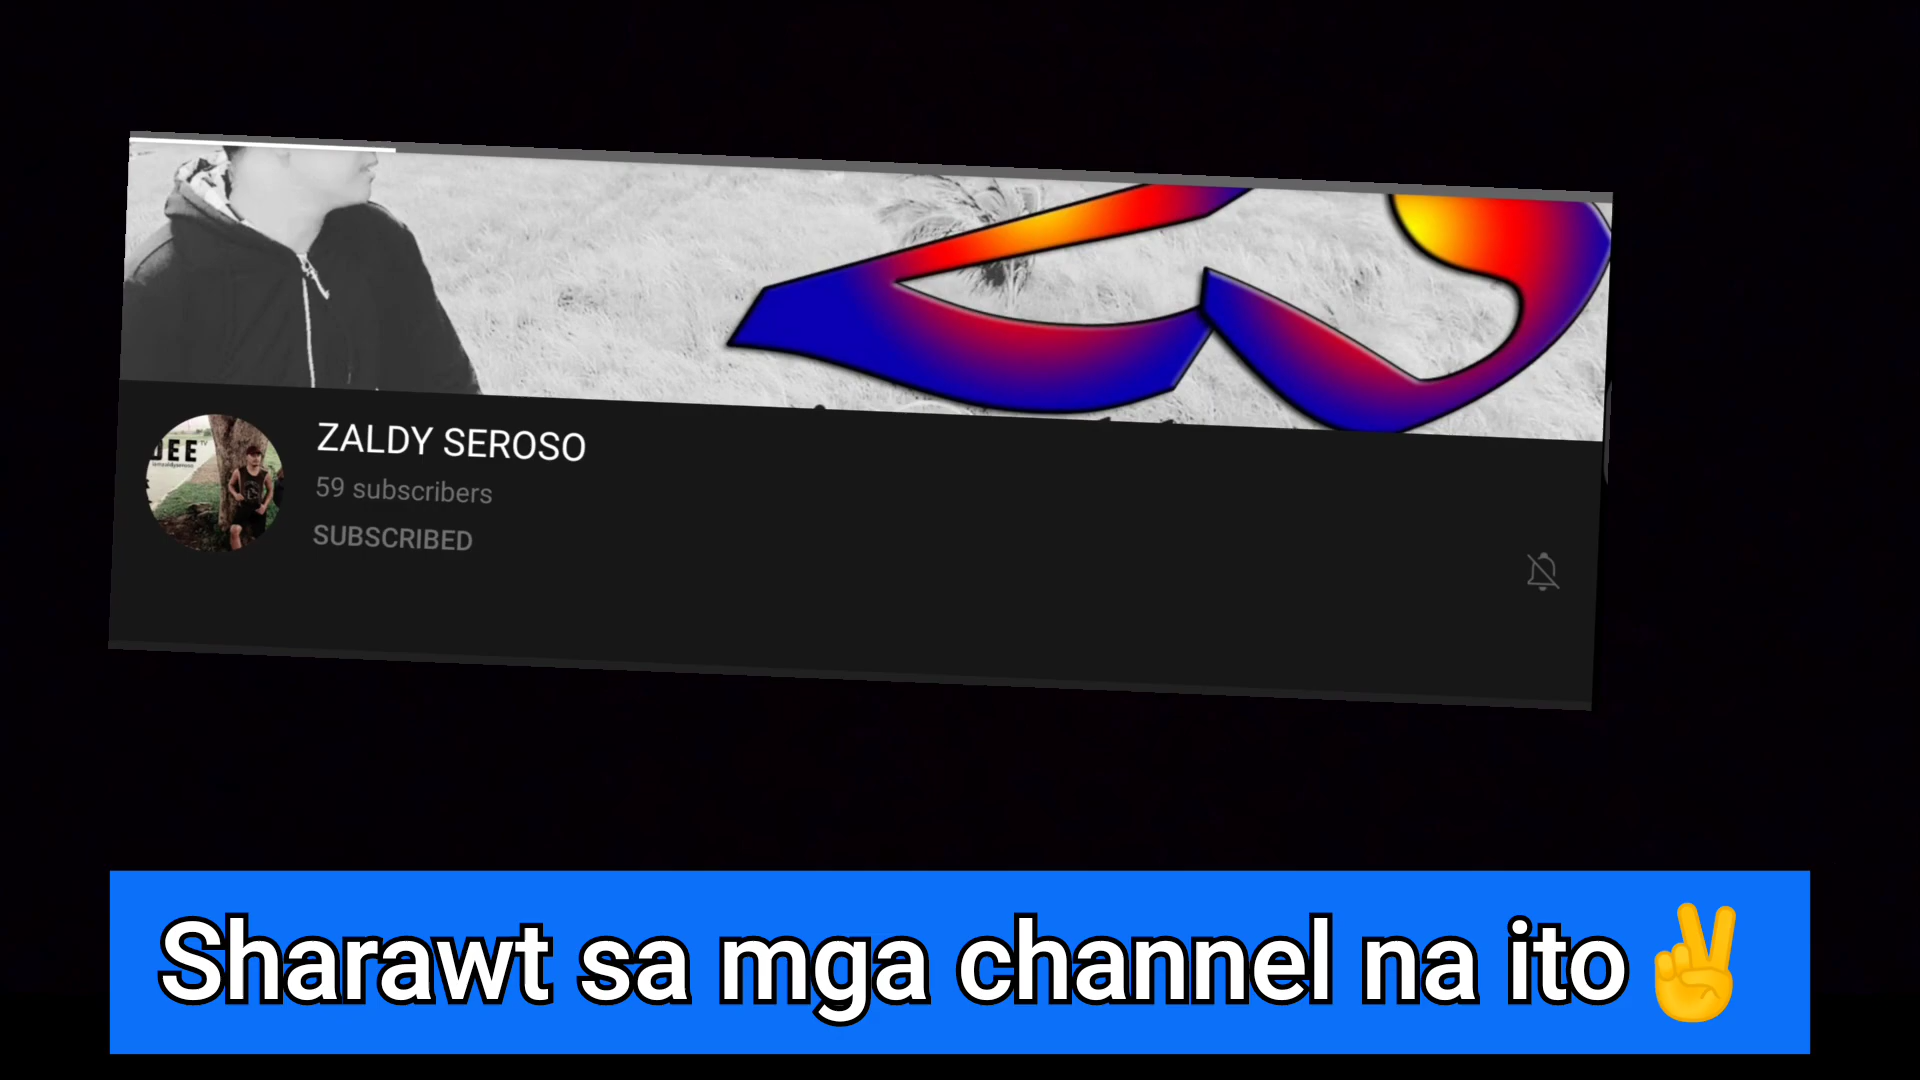 ZALDY SEROSO
59 subscribers
SUBSCRIBED
Sharawt sa mga channel na ito✌️